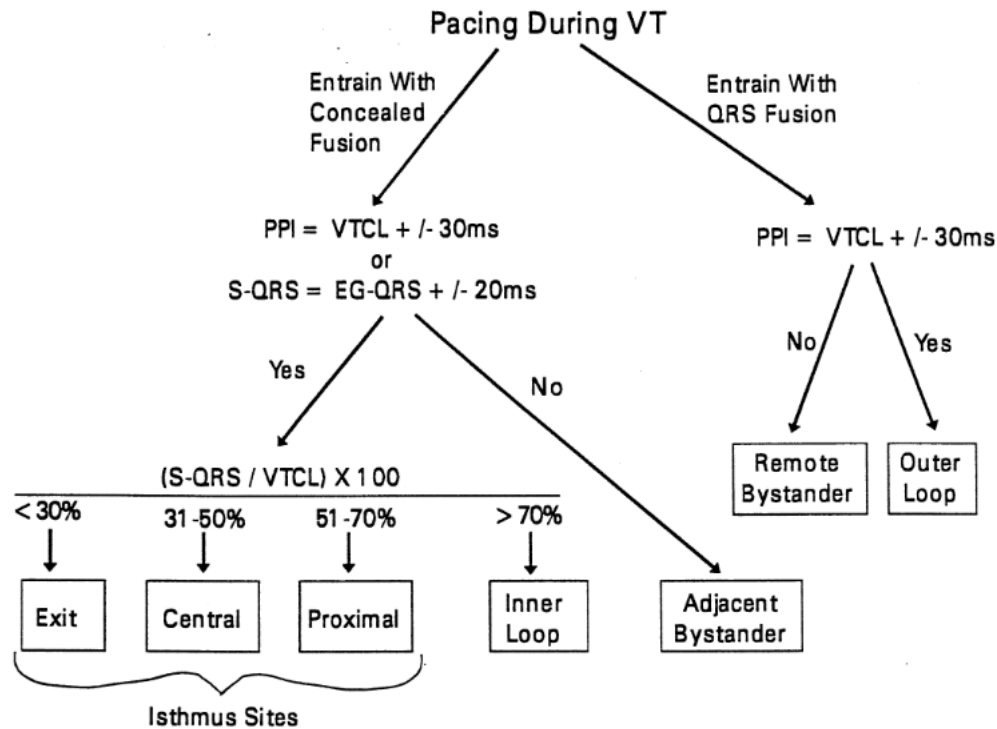 Pacing During VT
Entrain With
Concealed
Fusion
Entrain With
QRS Fusion
PPI = VTCL + /- 30ms
or
S-QRS = EG-QRS + /- 20ms
PPI = VTCL + /- 30ms
Yes
No
No
Yes
Remote
Bystander
Outer
Loop
(S-QRS / VTCL) X 100
< 30%
31-50%
51-70%
> 70%
Exit
Central
Proximal
Inner
Loop
Adjacent
Bystander
Isthmus Sites